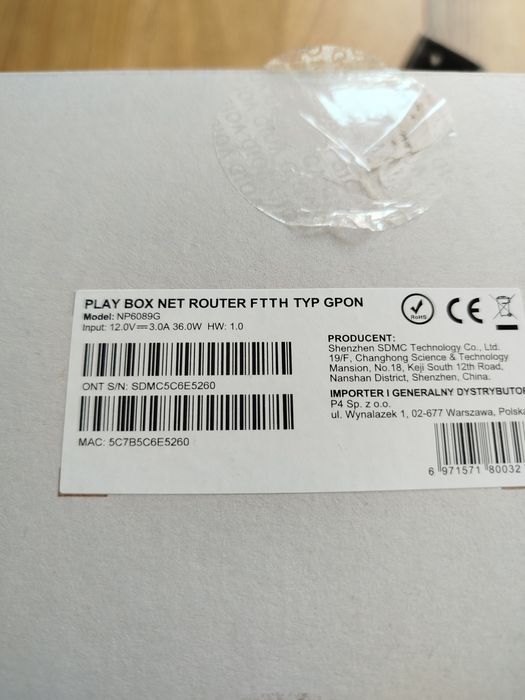 PLAY BOX NET ROUTER FTTH TYP GPON
Model: NP6089G
Input: 12.0V⎓3.0A 36.0W HW: 1.0
ONT S/N: SDMC5C6E5260
MAC: 5C7B5C6E5260
RoHS
CE
PRODUCENT:
Shenzhen SDMC Technology Co., Ltd.
19/F, Changhong Science & Technology
Mansion, No.18, Keji South 12th Road,
Nanshan District, Shenzhen, China.
IMPORTER I GENERALNY DYSTRYBUTOR
P4 Sp. z o.o.
ul. Wynalazek 1, 02-677 Warszawa, Polska
6 971571 80032